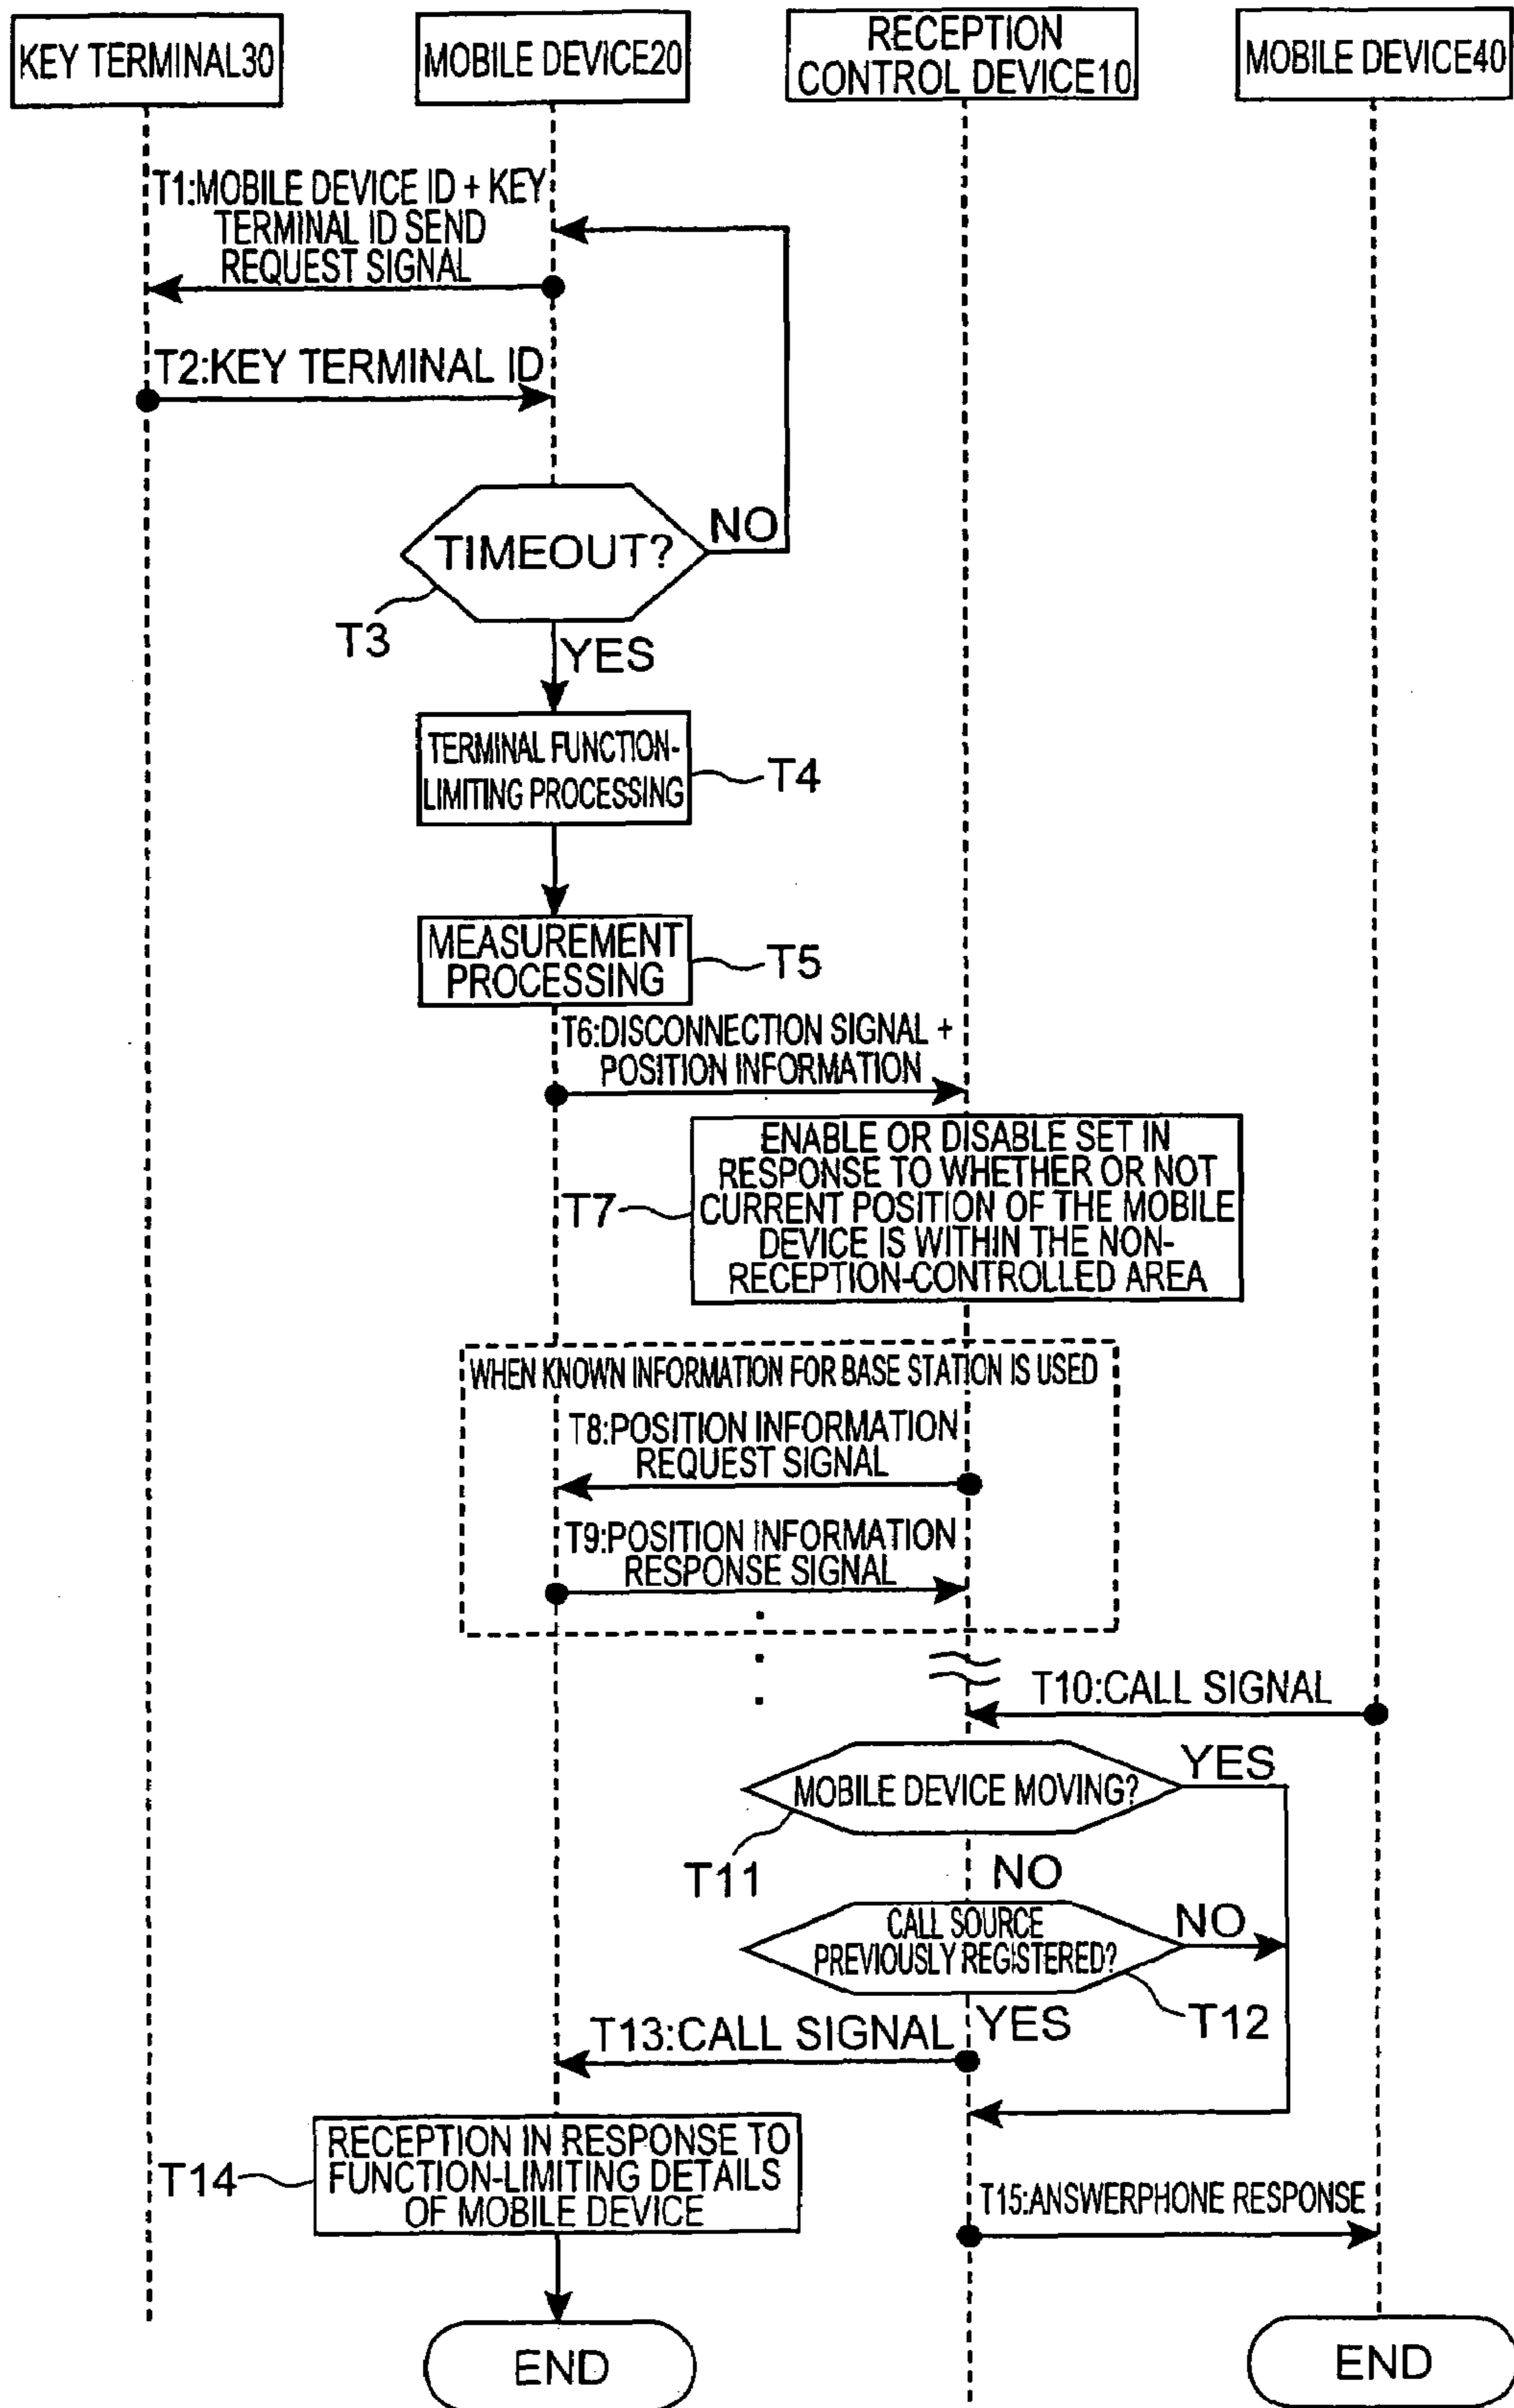 KEY TERMINAL30
MOBILE DEVICE20
RECEPTION
CONTROL DEVICE10
MOBILE DEVICE40
T1:MOBILE DEVICE ID + KEY
TERMINAL ID SEND
REQUEST SIGNAL
T2:KEY TERMINAL ID
TIMEOUT?
NO
T3
YES
TERMINAL FUNCTION-
LIMITING PROCESSING
T4
MEASUREMENT
PROCESSING
T5
T6:DISCONNECTION SIGNAL +
POSITION INFORMATION
ENABLE OR DISABLE SET IN
RESPONSE TO WHETHER OR NOT
CURRENT POSITION OF THE MOBILE
DEVICE IS WITHIN THE NON-
RECEPTION-CONTROLLED AREA
T7
WHEN KNOWN INFORMATION FOR BASE STATION IS USED
T8:POSITION INFORMATION
REQUEST SIGNAL
T9:POSITION INFORMATION
RESPONSE SIGNAL
T10:CALL SIGNAL
MOBILE DEVICE MOVING?
YES
T11
NO
CALL SOURCE
PREVIOUSLY REGISTERED?
NO
T12
YES
T13:CALL SIGNAL
RECEPTION IN RESPONSE TO
FUNCTION-LIMITING DETAILS
OF MOBILE DEVICE
T14
T15:ANSWERPHONE RESPONSE
END
END